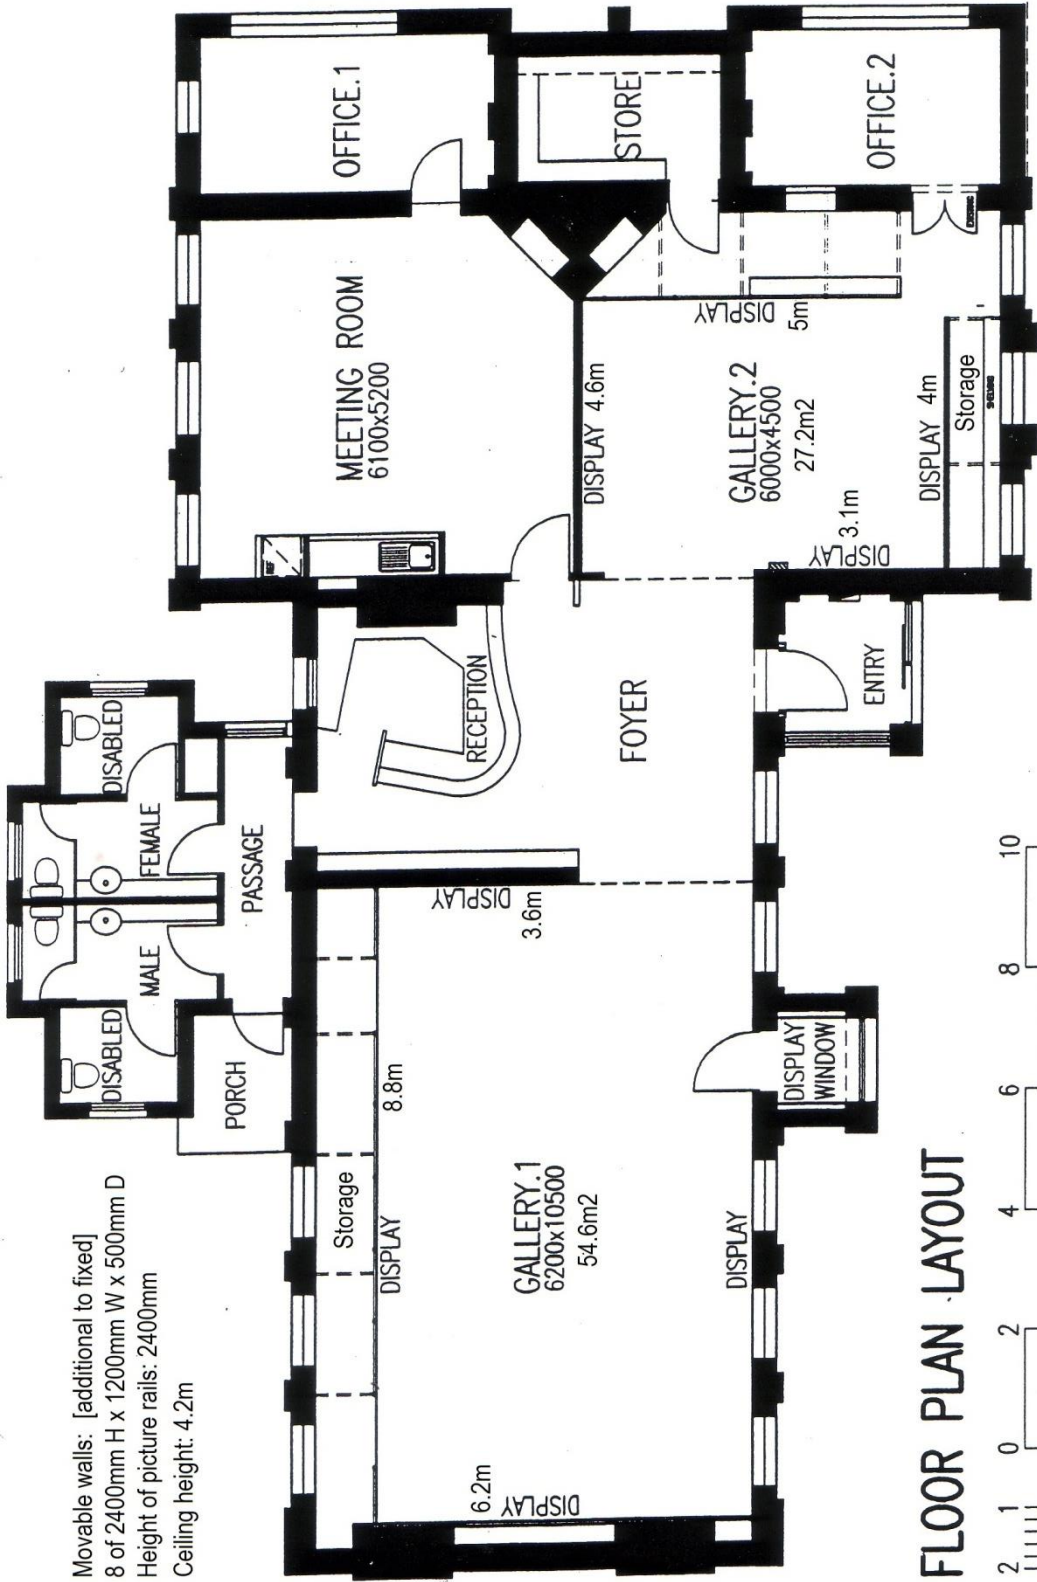 Movable walls: [additional to fixed]
8 of 2400mm H x 1200mm W x 500mm D
Height of picture rails: 2400mm
Ceiling height: 4.2m
DISABLED
MALE
FEMALE
DISABLED
PORCH
PASSAGE
Storage
DISPLAY
8.8m
6.2m
DISPLAY
GALLERY.1
6200x10500
54.6m2
DISPLAY
3.6m
DISPLAY
DISPLAY
WINDOW
RECEPTION
FOYER
ENTRY
REF
MEETING ROOM
6100x5200
OFFICE.1
STORE
OFFICE.2
DISPLAY 4.6m
DISPLAY
5m
GALLERY.2
6000x4500
27.2m2
3.1m
DISPLAY
DISPLAY 4m
Storage
SHELVING
FLOOR PLAN LAYOUT
2 1 0 2 4 6 8 10